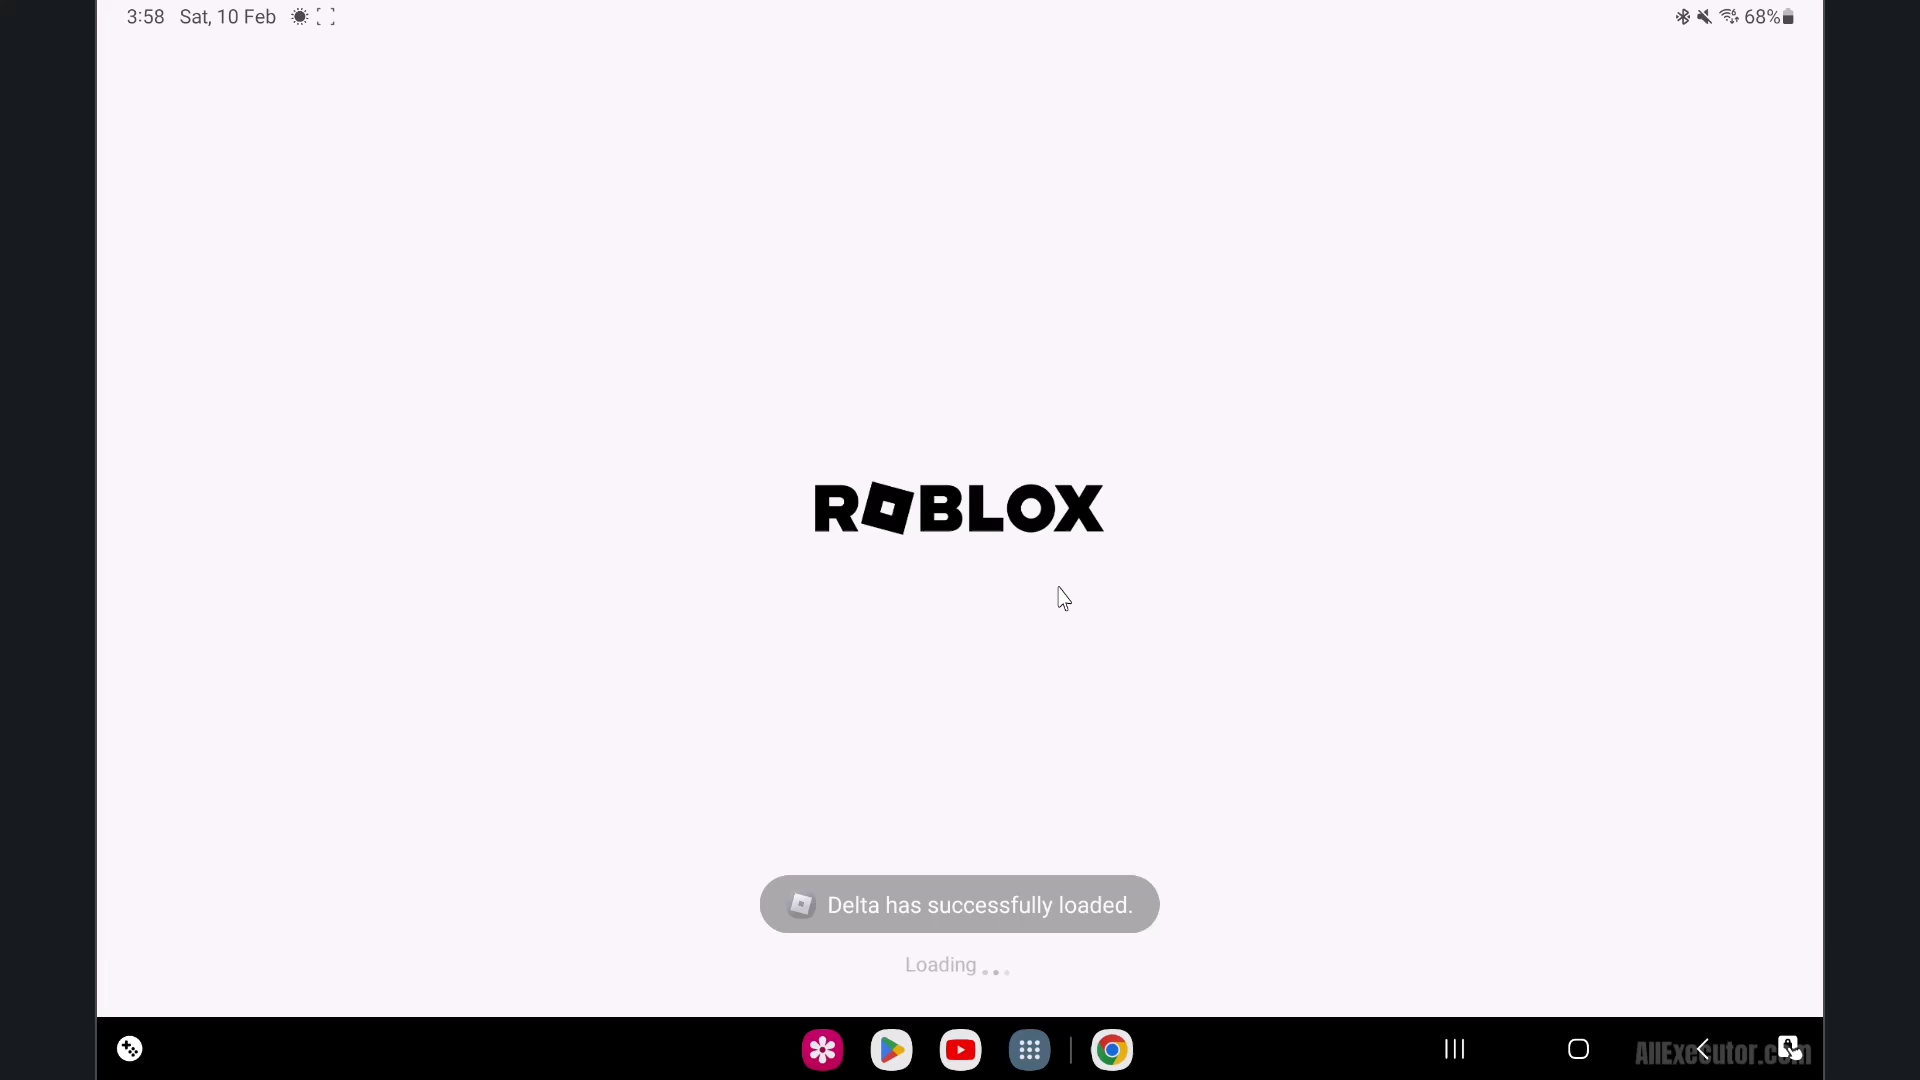 3:58 Sat, 10 Feb
68%
ROBLOX
Delta has successfully loaded.
Loading...
AllExecutor.com